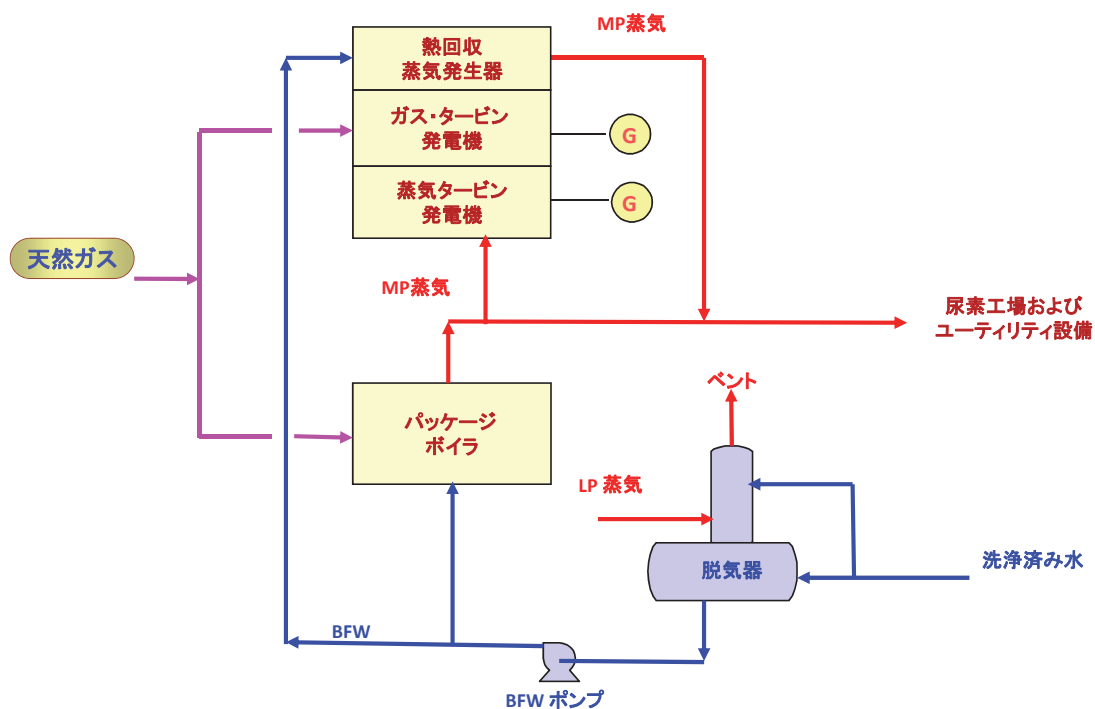 MP蒸気
熱回収
蒸気発生器
ガス・タービン
発電機
G
蒸気タービン
発電機
G
天然ガス
MP蒸気
尿素工場および
ユーティリティ設備
ベント
パッケージ
ボイラ
LP 蒸気
脱気器
洗浄済み水
BFW
BFW ポンプ